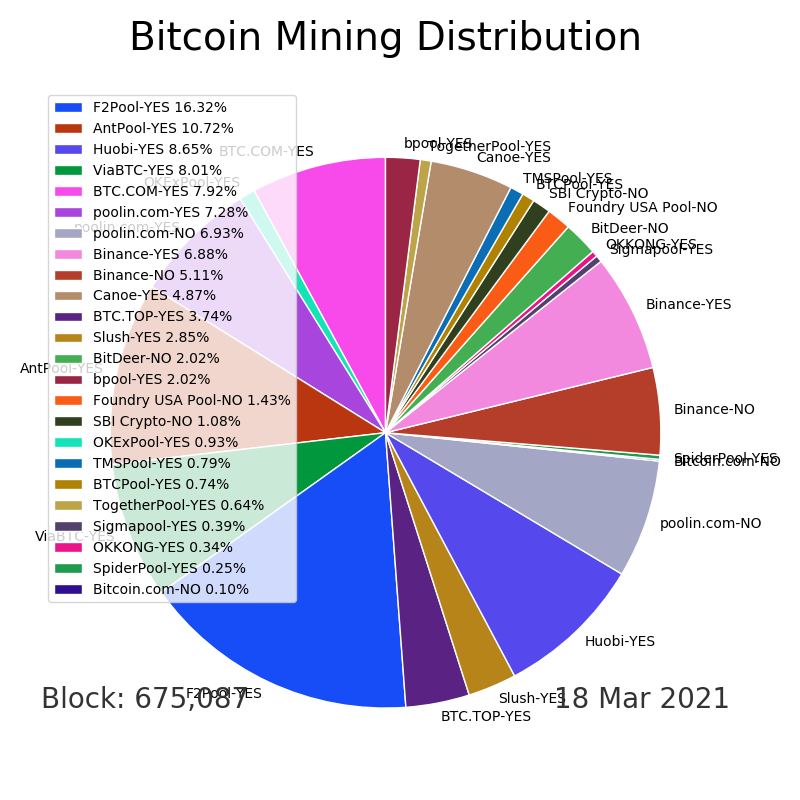 Bitcoin Mining Distribution
F2Pool-YES 16.32%
AntPool-YES 10.72%
Huobi-YES 8.65%
ViaBTC-YES 8.01%
BTC.COM-YES 7.92%
poolin.com-YES 7.28%
poolin.com-NO 6.93%
Binance-YES 6.88%
Binance-NO 5.11%
Canoe-YES 4.87%
BTC.TOP-YES 3.74%
Slush-YES 2.85%
BitDeer-NO 2.02%
bpool-YES 2.02%
Foundry USA Pool-NO 1.43%
SBI Crypto-NO 1.08%
OKExPool-YES 0.93%
TMSPool-YES 0.79%
BTCPool-YES 0.74%
TogetherPool-YES 0.64%
Sigmapool-YES 0.39%
OKKONG-YES 0.34%
SpiderPool-YES 0.25%
Bitcoin.com-NO 0.10%
bpool-YES
TogetherPool-YES
Canoe-YES
TMSPool-YES
BTCPool-YES
SBI Crypto-NO
Foundry USA Pool-NO
BitDeer-NO
OKKONG-YES
Sigmapool-YES
Binance-YES
Binance-NO
SpiderPool-YES
Bitcoin.com-NO
poolin.com-NO
Huobi-YES
Slush-YES
BTC.TOP-YES
F2Pool-YES
ViaBTC-YES
AntPool-YES
poolin.com-YES
OKExPool-YES
BTC.COM-YES
Block: 675,087
18 Mar 2021